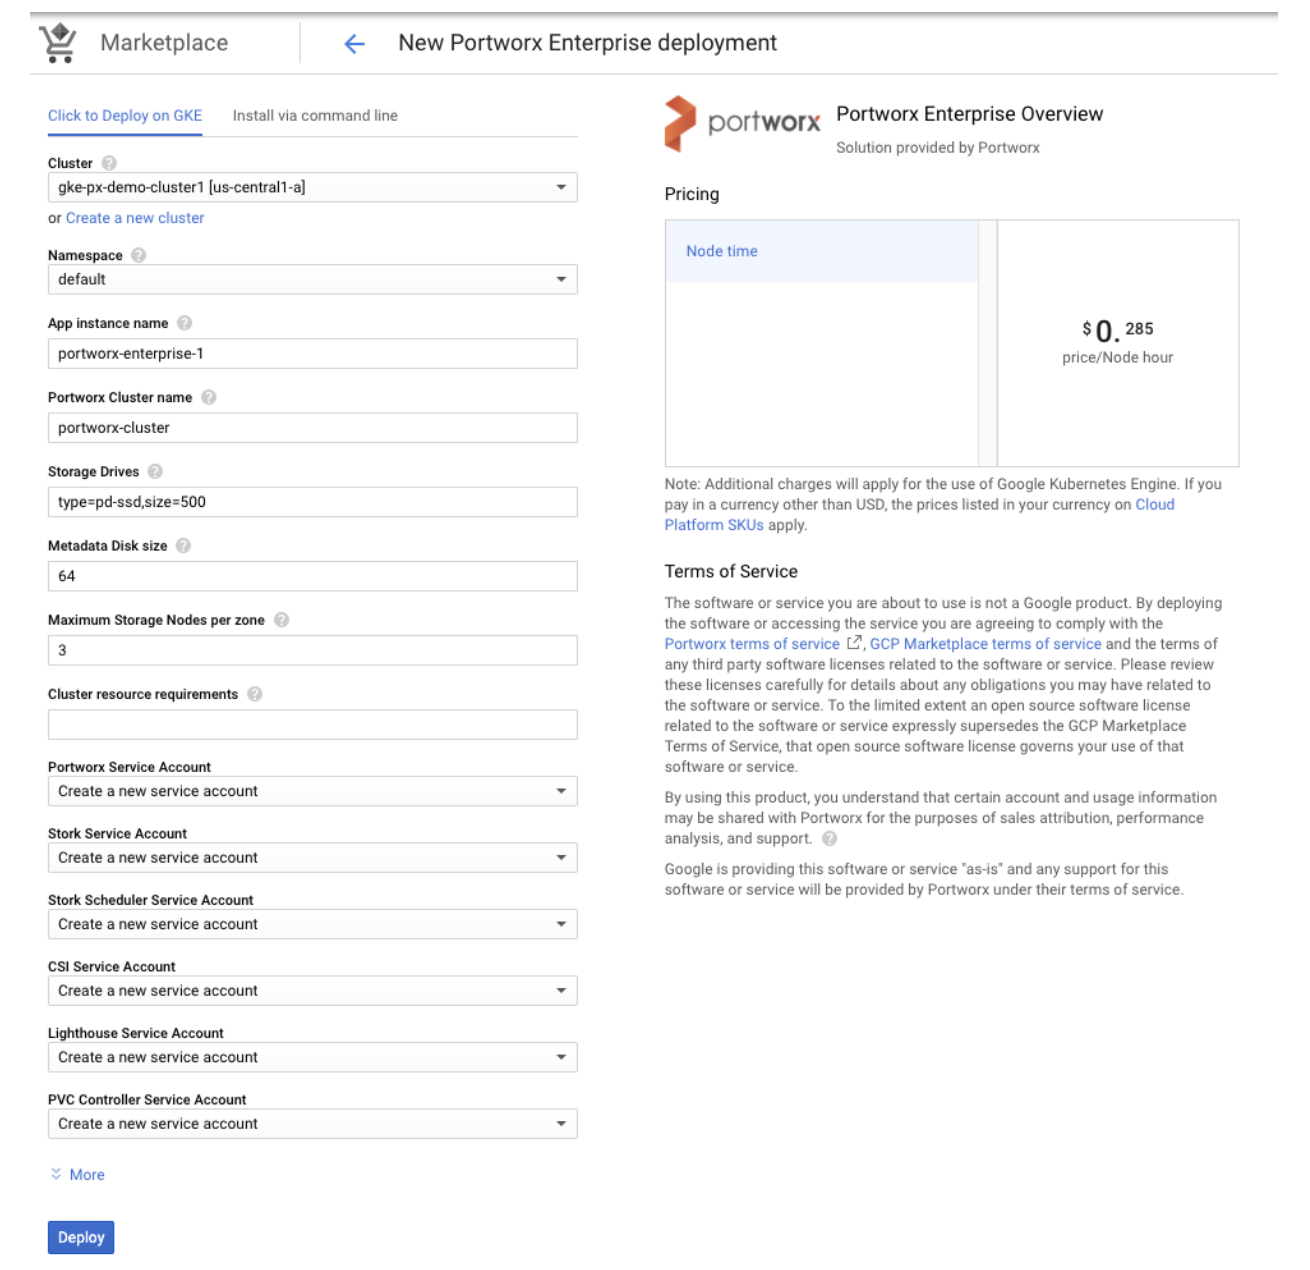 Marketplace
New Portworx Enterprise deployment
Click to Deploy on GKE
Install via command line
Cluster
gke-px-demo-cluster1 [us-central1-a]
or Create a new cluster
Namespace
default
App instance name
portworx-enterprise-1
Portworx Cluster name
portworx-cluster
Storage Drives
type=pd-ssd,size=500
Metadata Disk size
64
Maximum Storage Nodes per zone
3
Cluster resource requirements
Portworx Service Account
Create a new service account
Stork Service Account
Create a new service account
Stork Scheduler Service Account
Create a new service account
CSI Service Account
Create a new service account
Lighthouse Service Account
Create a new service account
PVC Controller Service Account
Create a new service account
More
Deploy
portworx
Portworx Enterprise Overview
Solution provided by Portworx
Pricing
Node time
$0.285
price/Node hour
Note: Additional charges will apply for the use of Google Kubernetes Engine. If you
pay in a currency other than USD, the prices listed in your currency on Cloud
Platform SKUs apply.
Terms of Service
The software or service you are about to use is not a Google product. By deploying
the software or accessing the service you are agreeing to comply with the
Portworx terms of service , GCP Marketplace terms of service and the terms of
any third party software licenses related to the software or service. Please review
these licenses carefully for details about any obligations you may have related to
the software or service. To the limited extent an open source software license
related to the software or service expressly supersedes the GCP Marketplace
Terms of Service, that open source software license governs your use of that
software or service.
By using this product, you understand that certain account and usage information
may be shared with Portworx for the purposes of sales attribution, performance
analysis, and support.
Google is providing this software or service "as-is" and any support for this
software or service will be provided by Portworx under their terms of service.